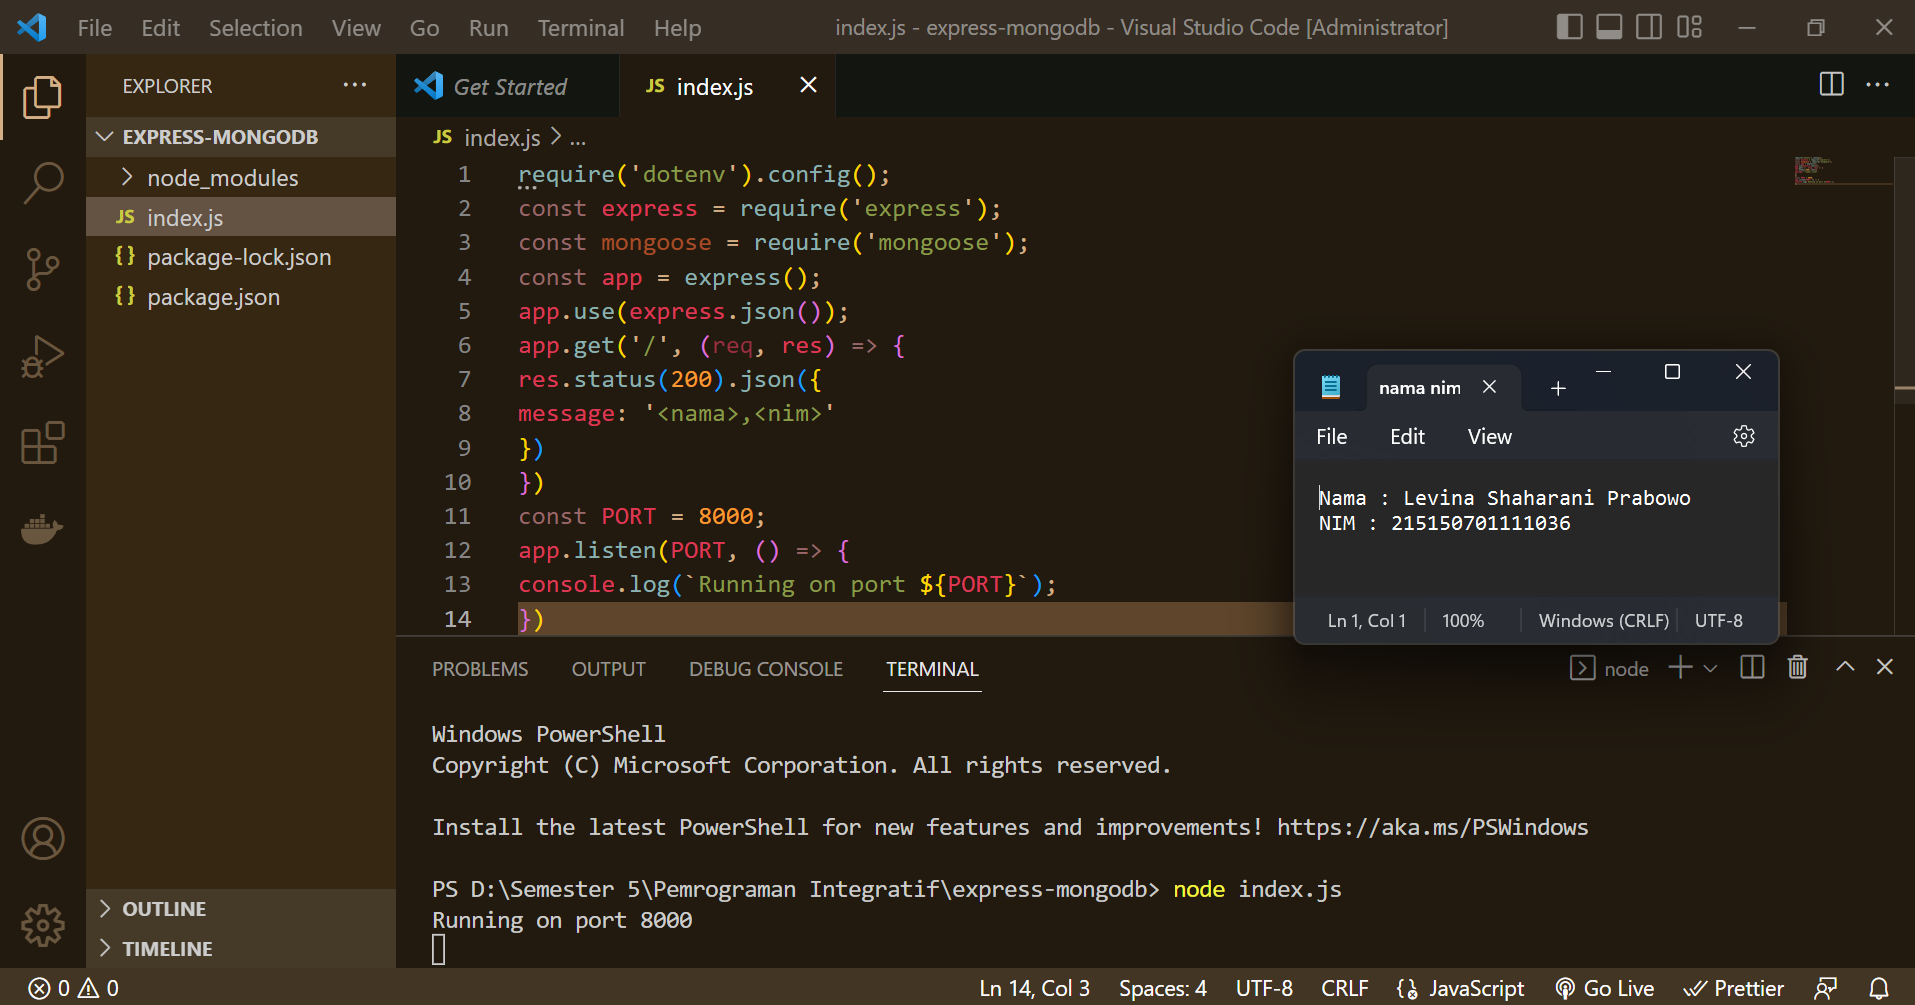 File Edit Selection View Go Run Terminal Help
index.js - express-mongodb - Visual Studio Code [Administrator]
EXPLORER
EXPRESS-MONGODB
node_modules
JS index.js
{} package-lock.json
{} package.json
OUTLINE
TIMELINE
Get Started
JS index.js
JS index.js > ...
1 require('dotenv').config();
2 const express = require('express');
3 const mongoose = require('mongoose');
4 const app = express();
5 app.use(express.json());
6 app.get('/', (req, res) => {
7 res.status(200).json({
8 message: '<nama>,<nim>'
9 })
10 })
11 const PORT = 8000;
12 app.listen(PORT, () => {
13 console.log(`Running on port ${PORT}`);
14 })
nama nim
File Edit View
Nama : Levina Shaharani Prabowo
NIM : 215150701111036
Ln 1, Col 1 100% Windows (CRLF) UTF-8
PROBLEMS OUTPUT DEBUG CONSOLE TERMINAL
node
Windows PowerShell
Copyright (C) Microsoft Corporation. All rights reserved.
Install the latest PowerShell for new features and improvements! https://aka.ms/PSWindows
PS D:\Semester 5\Pemrograman Integratif\express-mongodb> node index.js
Running on port 8000
0 0
Ln 14, Col 3 Spaces: 4 UTF-8 CRLF JavaScript Go Live Prettier